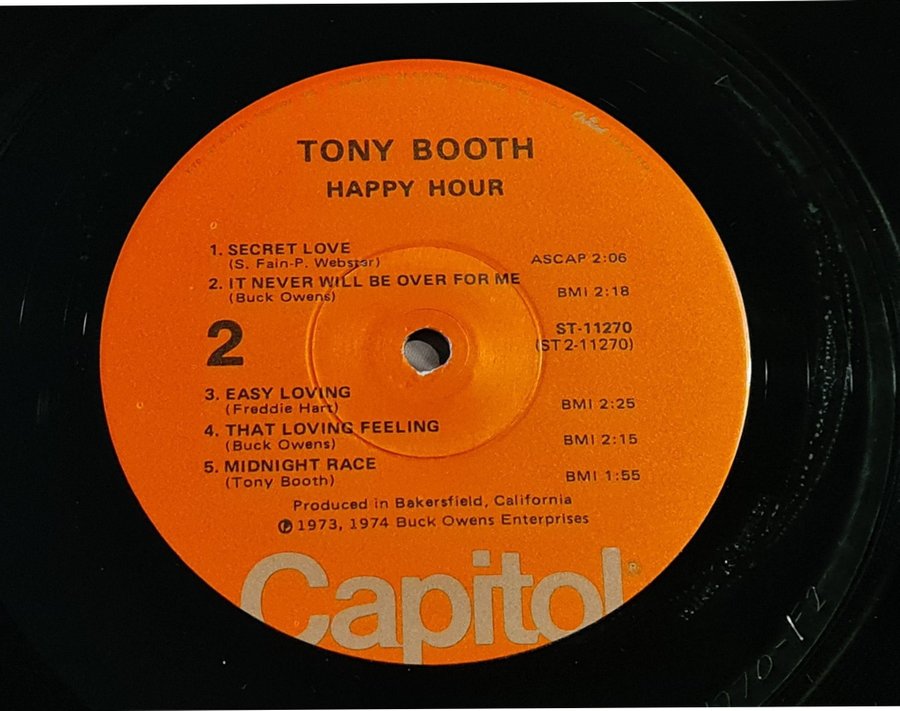 TONY BOOTH
HAPPY HOUR
1. SECRET LOVE
(S. Fain-P. Webster)
ASCAP 2:06
2. IT NEVER WILL BE OVER FOR ME
(Buck Owens)
BMI 2:18
2
ST-11270
(ST2-11270)
3. EASY LOVING
(Freddie Hart)
BMI 2:25
4. THAT LOVING FEELING
(Buck Owens)
BMI 2:15
5. MIDNIGHT RACE
(Tony Booth)
BMI 1:55
Produced in Bakersfield, California
℗ 1973, 1974 Buck Owens Enterprises
Capitol®